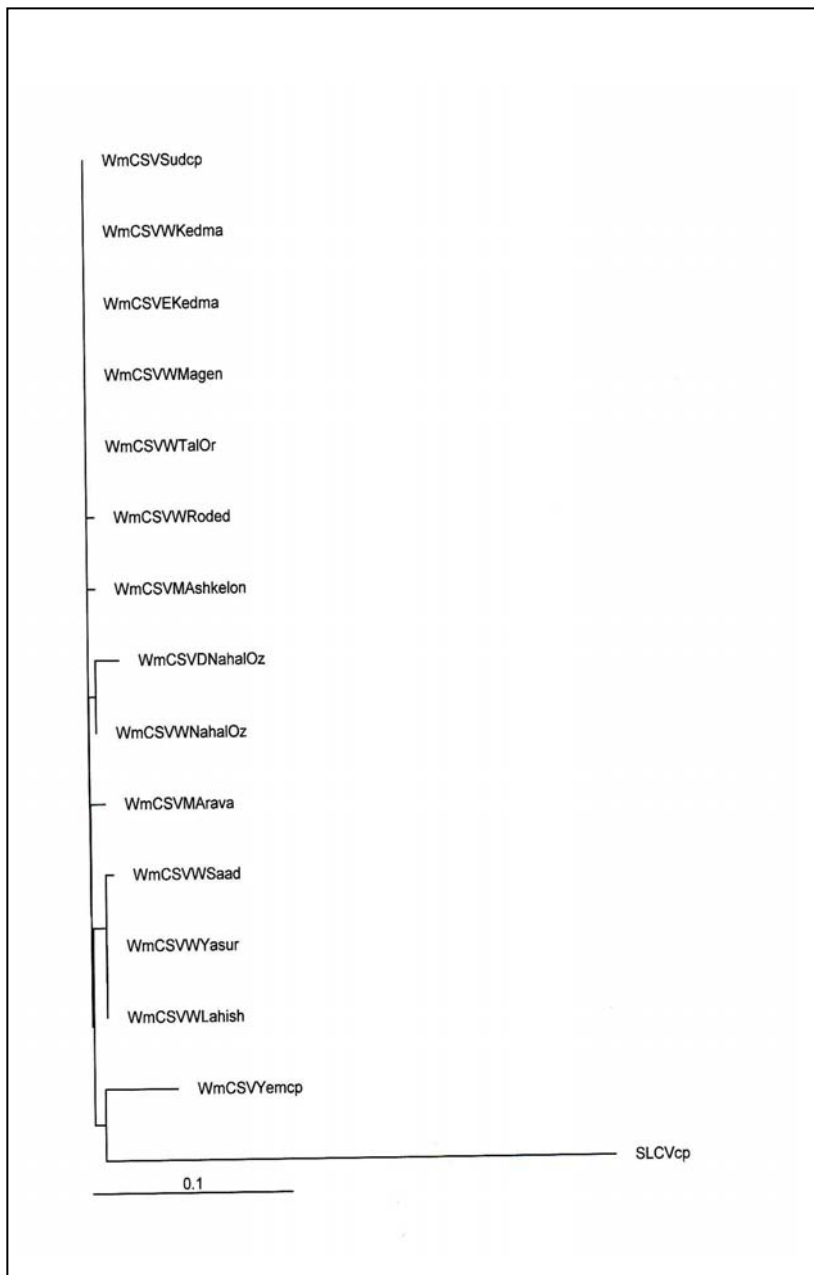 WmCSVSudcp
WmCSVWKedma
WmCSVEKedma
WmCSVWMagen
WmCSVWTalOr
WmCSVWRoded
WmCSVMAshkelon
WmCSVDNahalOz
WmCSVWNahalOz
WmCSVMArava
WmCSVWSaad
WmCSVWYasur
WmCSVWLahish
WmCSVYemcp
SLCVcp
0.1